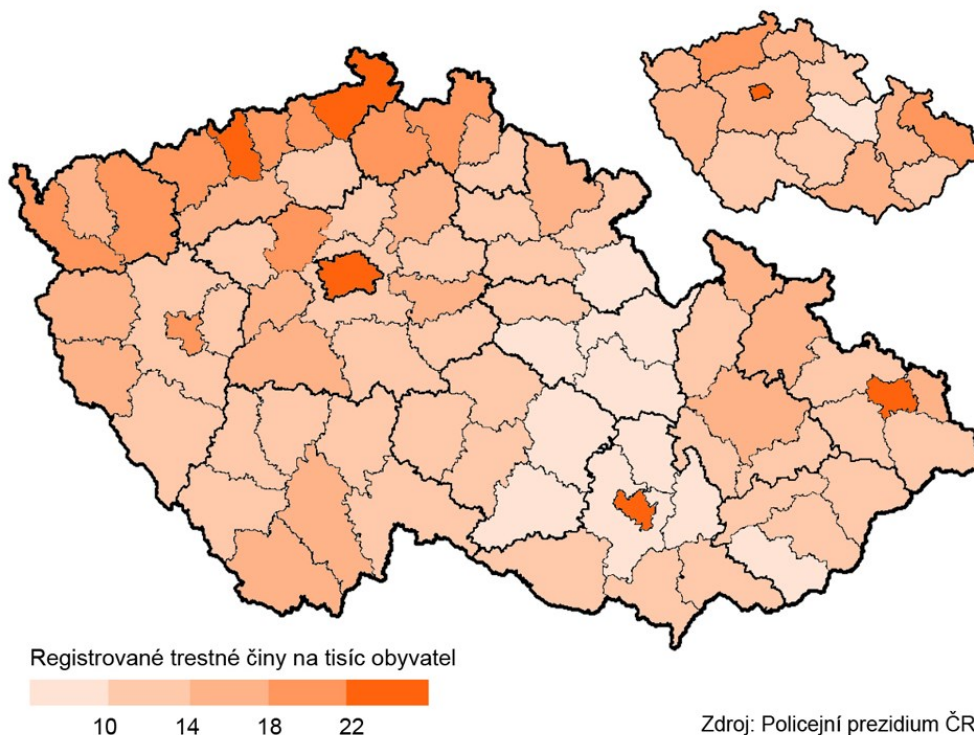 Registrované trestné činy na tisíc obyvatel
10 14 18 22
Zdroj: Policejní prezidium ČR